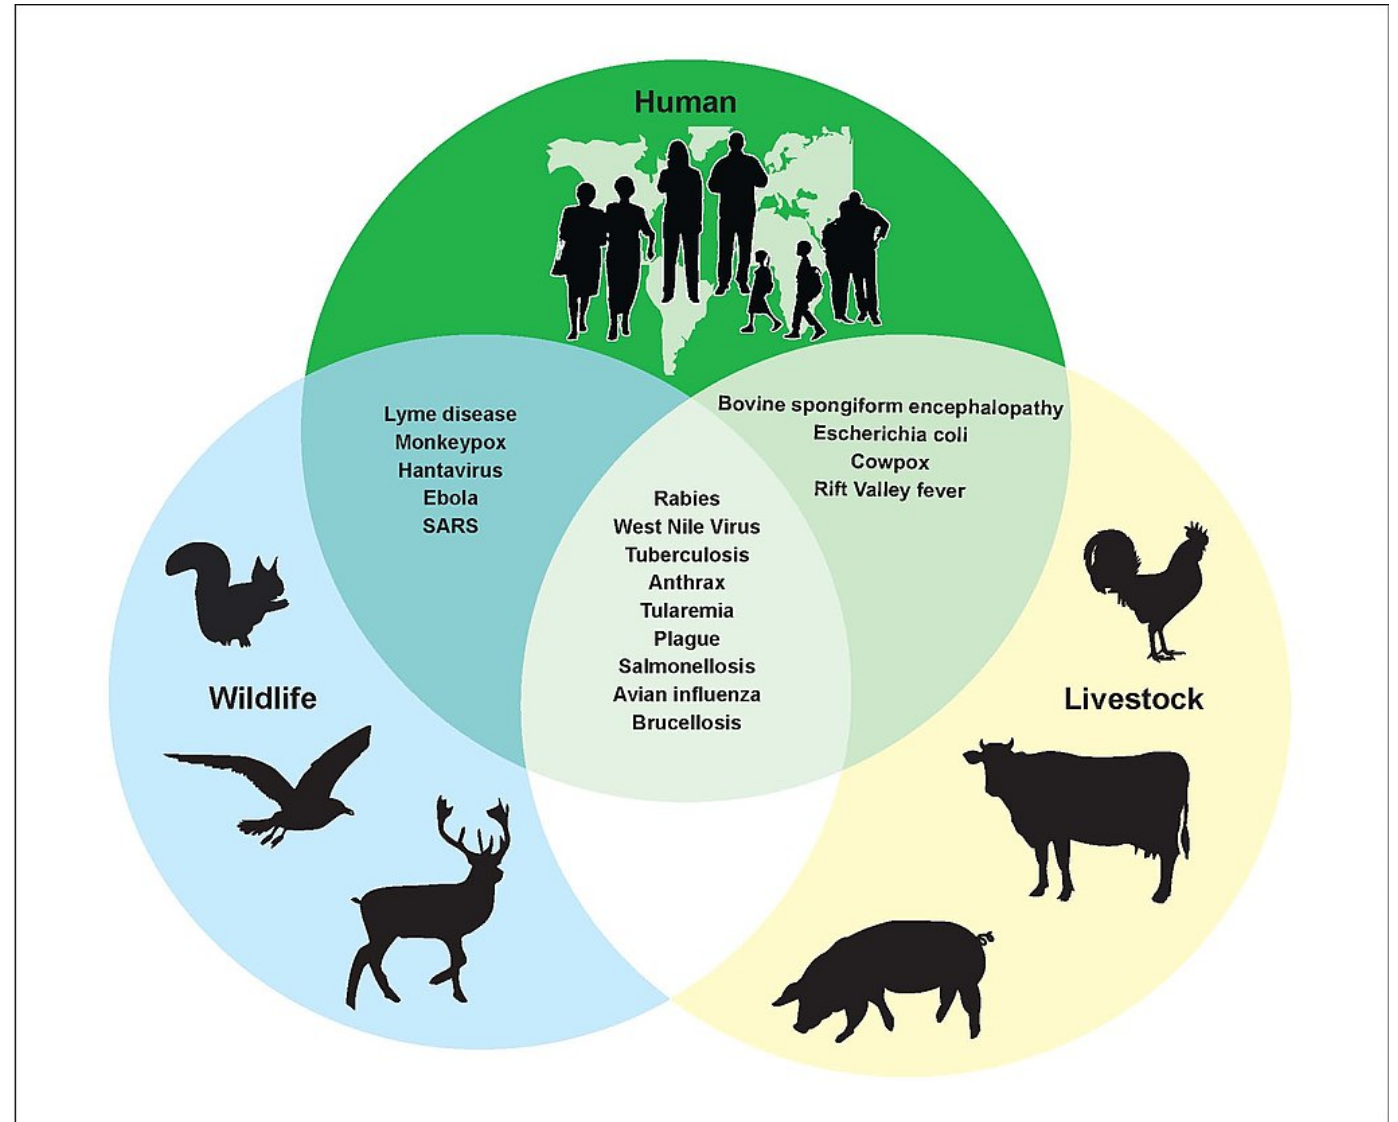 Human
Lyme disease
Monkeypox
Hantavirus
Ebola
SARS
Bovine spongiform encephalopathy
Escherichia coli
Cowpox
Rift Valley fever
Rabies
West Nile Virus
Tuberculosis
Anthrax
Tularemia
Plague
Salmonellosis
Avian influenza
Brucellosis
Wildlife
Livestock